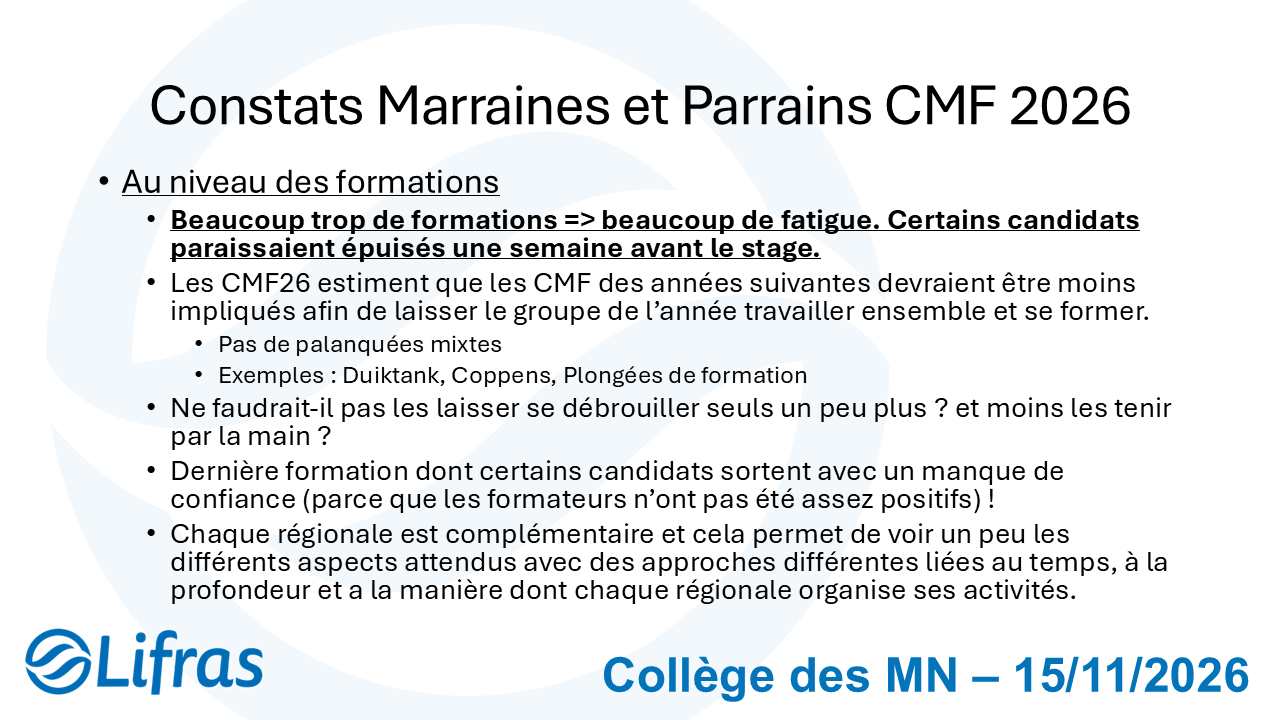 Constats Marraines et Parrains CMF 2026
• Au niveau des formations
• Beaucoup trop de formations => beaucoup de fatigue. Certains candidats
paraissaient épuisés une semaine avant le stage.
• Les CMF26 estiment que les CMF des années suivantes devraient être moins
impliqués afin de laisser le groupe de l’année travailler ensemble et se former.
• Pas de palanquées mixtes
• Exemples : Duiktank, Coppens, Plongées de formation
• Ne faudrait-il pas les laisser se débrouiller seuls un peu plus ? et moins les tenir
par la main ?
• Dernière formation dont certains candidats sortent avec un manque de
confiance (parce que les formateurs n’ont pas été assez positifs) !
• Chaque régionale est complémentaire et cela permet de voir un peu les
différents aspects attendus avec des approches différentes liées au temps, à la
profondeur et a la manière dont chaque régionale organise ses activités.
Lifras
Collège des MN – 15/11/2026